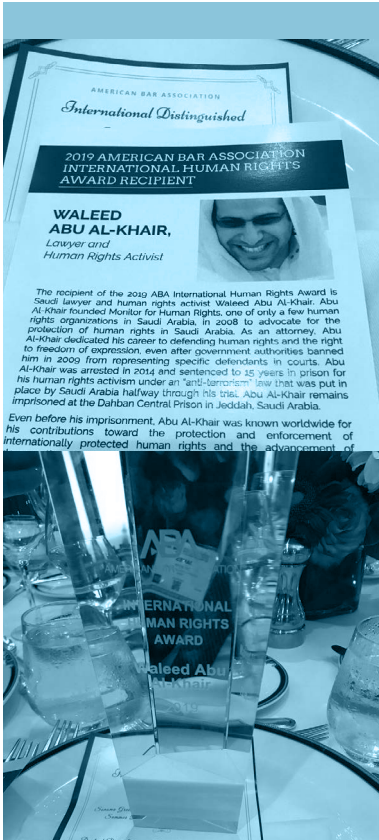 AMERICAN BAR ASSOCIATION
International Distinguished
2019 AMERICAN BAR ASSOCIATION
INTERNATIONAL HUMAN RIGHTS
AWARD RECIPIENT
WALEED
ABU AL-KHAIR,
Lawyer and
Human Rights Activist
The recipient of the 2019 ABA International Human Rights Award is
Saudi lawyer and human rights activist Waleed Abu Al-Khair. Abu
Al-Khair founded Monitor for Human Rights, one of only a few human
rights organizations in Saudi Arabia, in 2008 to advocate for the
protection of human rights in Saudi Arabia. As an attorney, Abu
Al-Khair dedicated his career to defending human rights and the right
to freedom of expression, even after government authorities banned
him in 2009 from representing specific defendants in courts. Abu
Al-Khair was arrested in 2014 and sentenced to 15 years in prison for
his human rights activism under an "anti-terrorism" law that was put in
place by Saudi Arabia halfway through his trial. Abu Al-Khair remains
imprisoned at the Dahban Central Prison in Jeddah, Saudi Arabia.
Even before his imprisonment, Abu Al-Khair was known worldwide for
his contributions toward the protection and enforcement of
internationally protected human rights and the advancement of
ABA
INTERNATIONAL
HUMAN RIGHTS
AWARD
Waleed Abu
Al-Khair
2019